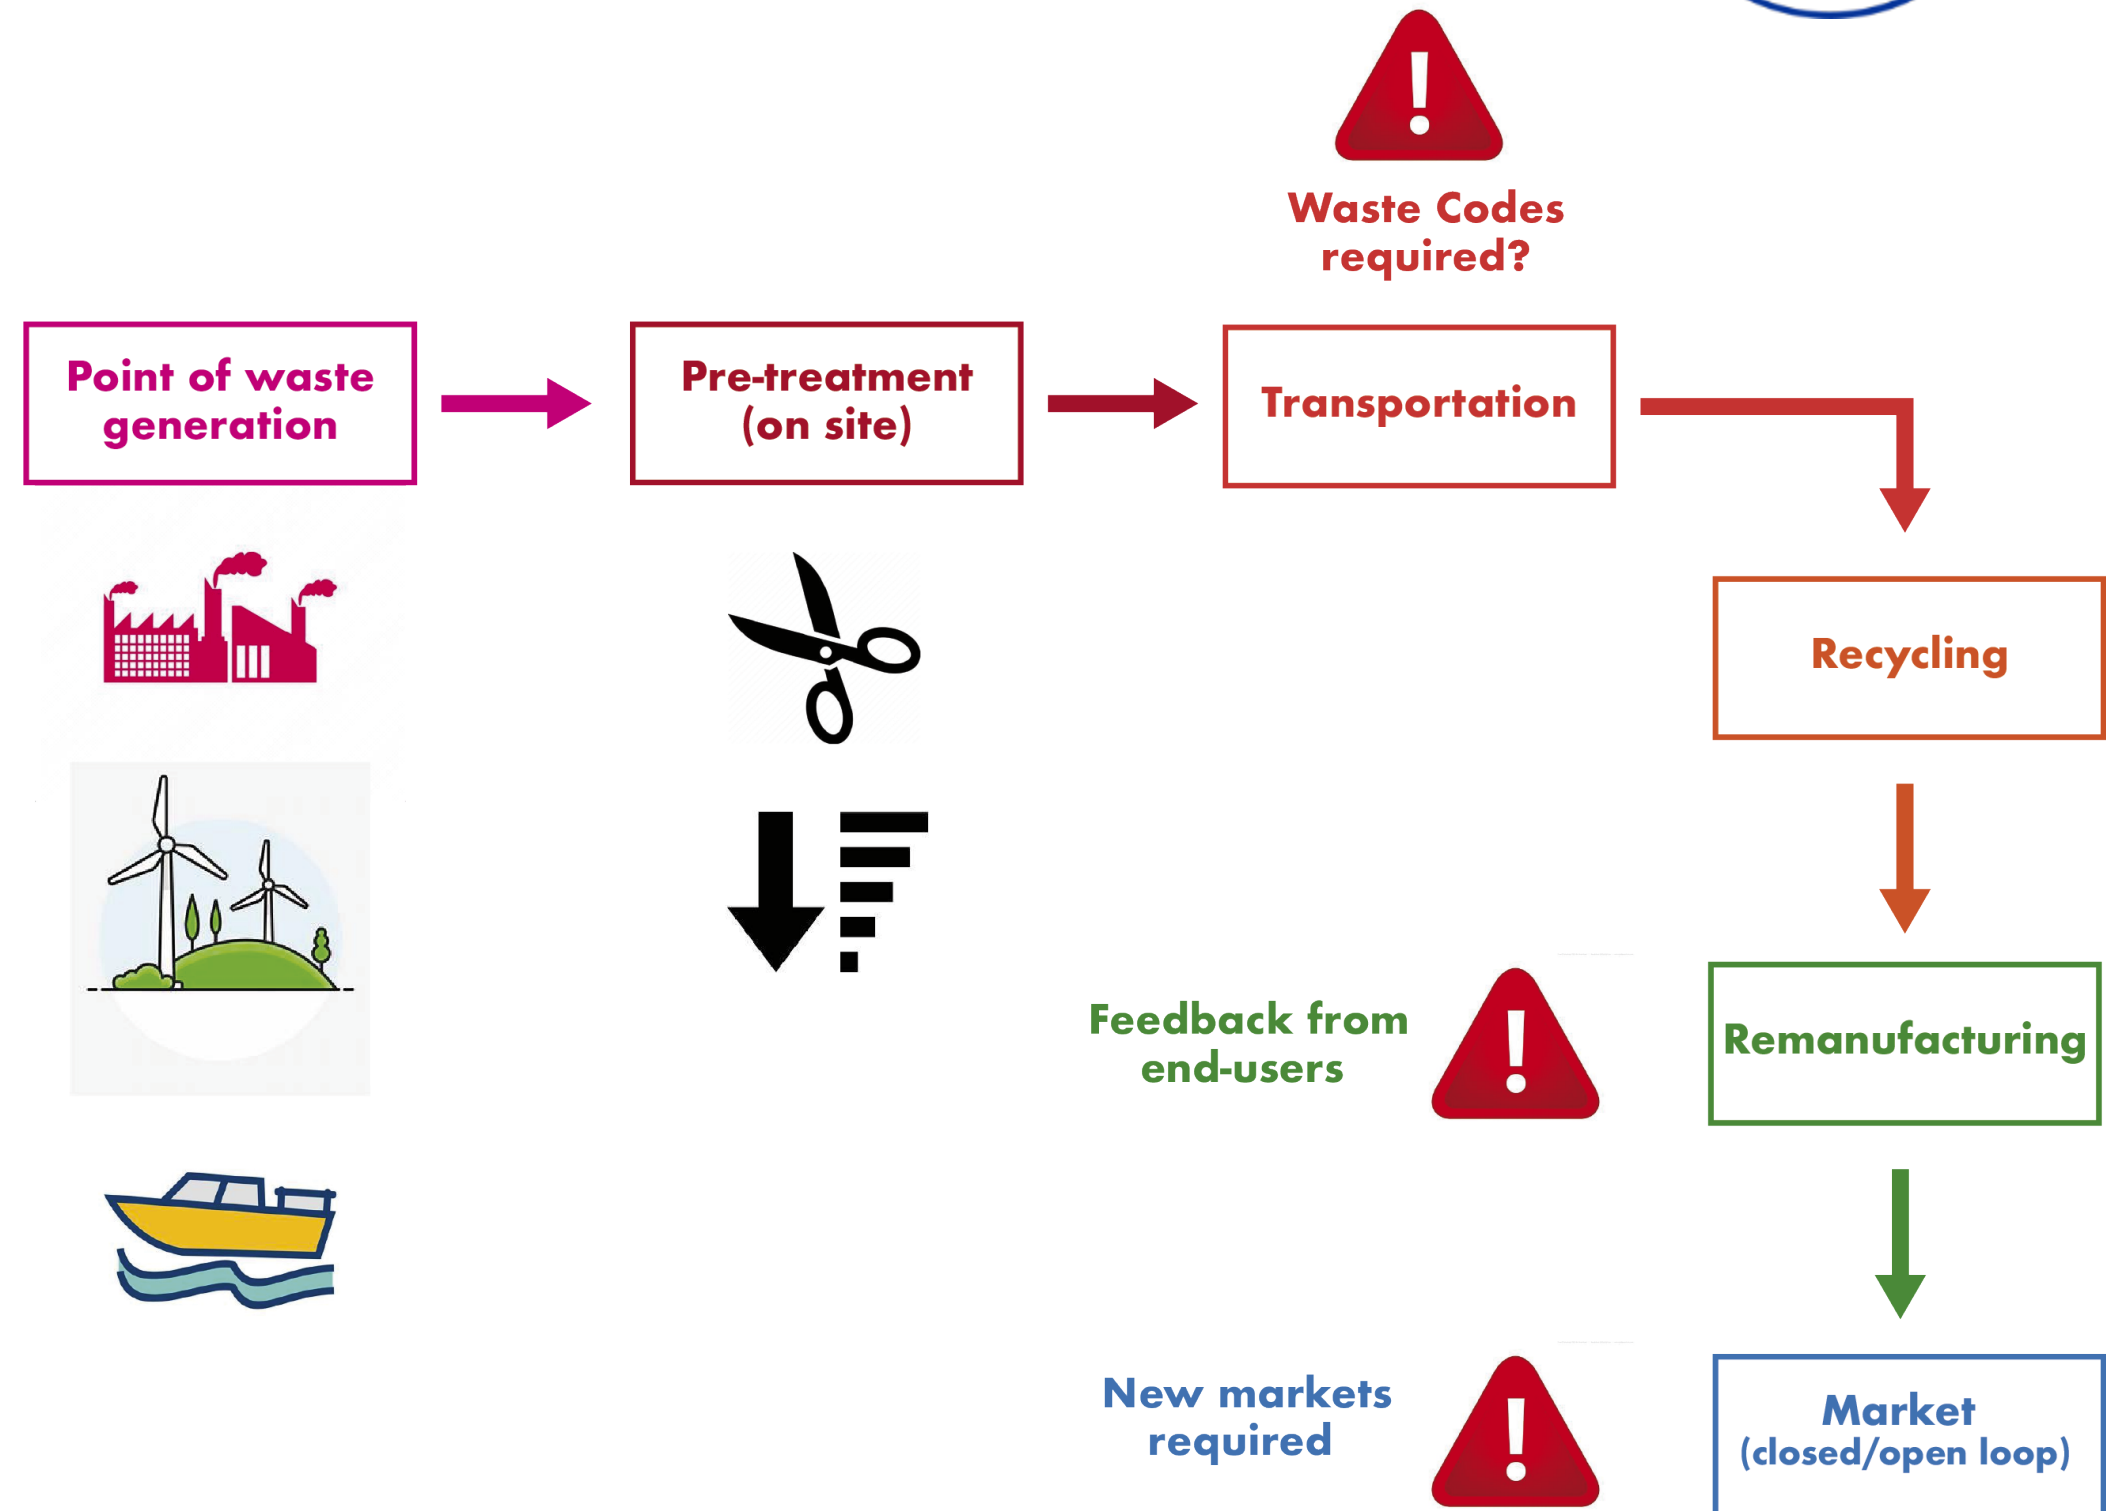 Waste Codes
required?
Point of waste
generation
Pre-treatment
(on site)
Transportation
Recycling
Feedback from
end-users
Remanufacturing
New markets
required
Market
(closed/open loop)